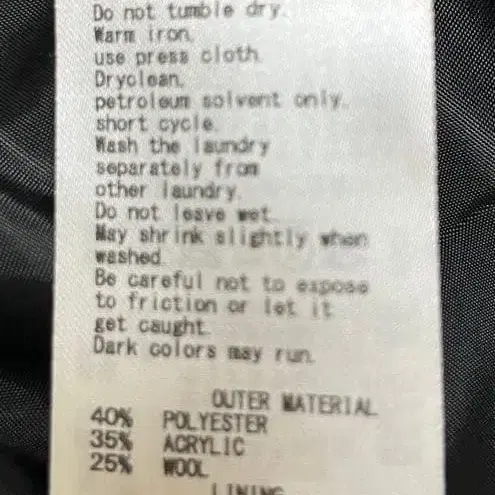 Do not tumble dry.
Warm iron.
use press cloth.
Dryclean.
petroleum solvent only.
short cycle.
Wash the laundry
separately from
other laundry.
Do not leave wet.
May shrink slightly when
washed.
Be careful not to expose
to friction or let it
get caught.
Dark colors may run.
OUTER MATERIAL
40% POLYESTER
35% ACRYLIC
25% WOOL
LINING